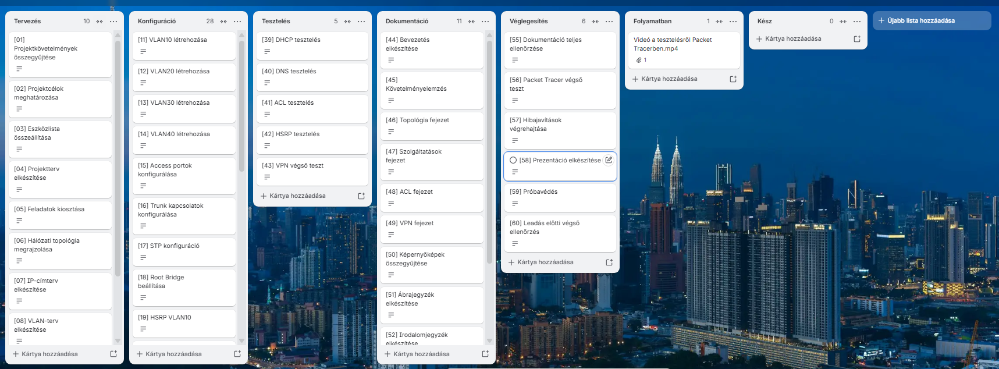 Tervezés 10
[01]
Projektkövetelmények
összegyűjtése
[02] Projektcélok
meghatározása
[03] Eszközlista
összeállítása
[04] Projektterv
elkészítése
[05] Feladatok kiosztása
[06] Hálózati topológia
megrajzolása
[07] IP-címterv
elkészítése
[08] VLAN-terv
elkészítése
+ Kártya hozzáadása
Konfiguráció 28
[11] VLAN10 létrehozása
[12] VLAN20 létrehozása
[13] VLAN30 létrehozása
[14] VLAN40 létrehozása
[15] Access portok
konfigurálása
[16] Trunk kapcsolatok
konfigurálása
[17] STP konfiguráció
[18] Root Bridge
beállítása
[19] HSRP VLAN10
+ Kártya hozzáadása
Tesztelés 5
[39] DHCP tesztelés
[40] DNS tesztelés
[41] ACL tesztelés
[42] HSRP tesztelés
[43] VPN végső teszt
+ Kártya hozzáadása
Dokumentáció 11
[44] Bevezetés
elkészítése
[45]
Követelményelemzés
[46] Topológia fejezet
[47] Szolgáltatások
fejezet
[48] ACL fejezet
[49] VPN fejezet
[50] Képernyőképek
összegyűjtése
[51] Ábrajegyzék
elkészítése
[52] Irodalomjegyzék
elkészítése
+ Kártya hozzáadása
Véglegesítés 6
[55] Dokumentáció teljes
ellenőrzése
[56] Packet Tracer végső
teszt
[57] Hibajavítások
végrehajtása
[58] Prezentáció elkészítése
[59] Próbavédés
[60] Leadás előtti végső
ellenőrzés
+ Kártya hozzáadása
Folyamatban 1
Videó a tesztelésről Packet
Tracerben.mp4
1
+ Kártya hozzáadása
Kész 0
+ Kártya hozzáadása
+ Újabb lista hozzáadása